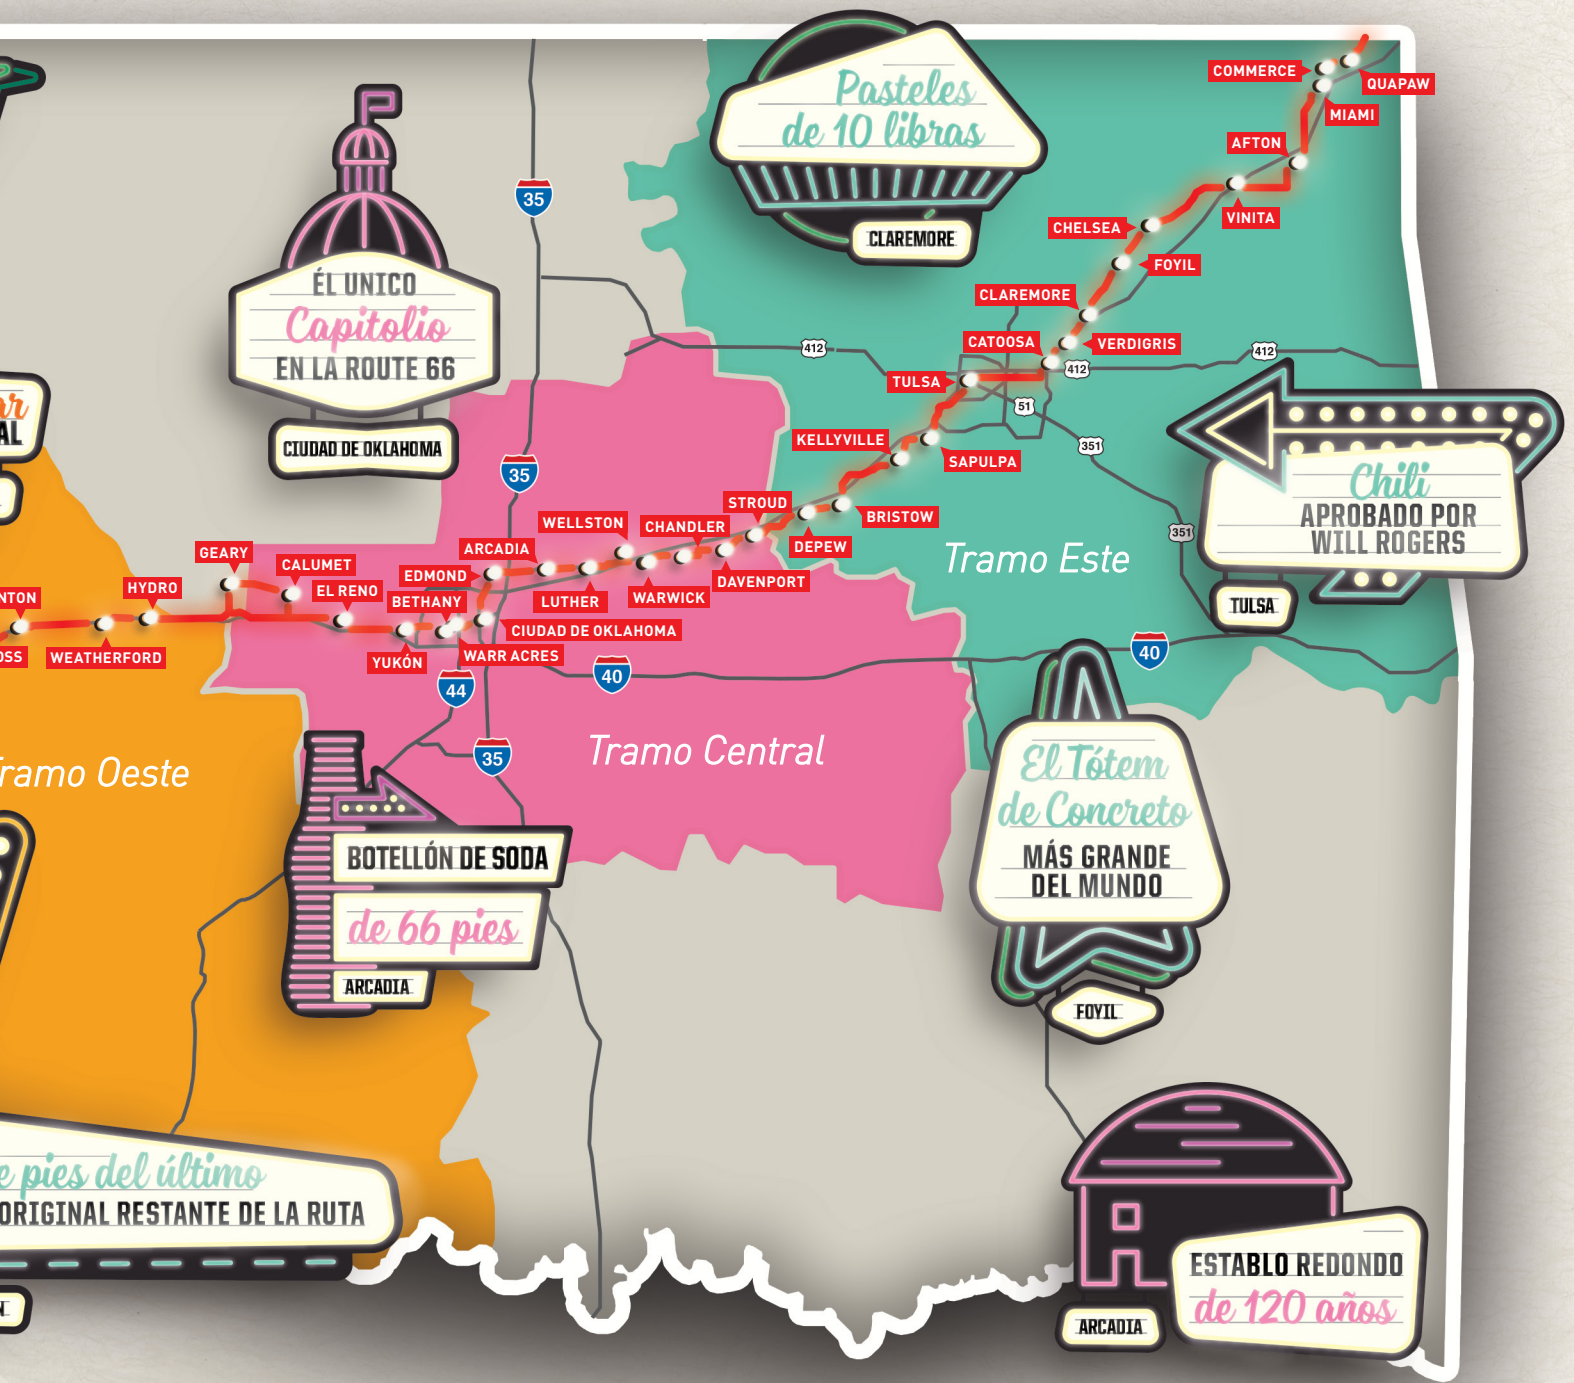 COMMERCE
QUAPAW
MIAMI
AFTON
VINITA
CHELSEA
FOYIL
CLAREMORE
VERDIGRIS
CATOOSA
TULSA
KELLYVILLE
SAPULPA
BRISTOW
DEPEW
STROUD
DAVENPORT
CHANDLER
WARWICK
WELLSTON
LUTHER
ARCADIA
EDMOND
CIUDAD DE OKLAHOMA
WARR ACRES
BETHANY
YUKÓN
EL RENO
CALUMET
GEARY
HYDRO
WEATHERFORD
NTON
OSS
Pasteles
de 10 libras
CLAREMORE
ÉL UNICO
Capitolio
EN LA ROUTE 66
CIUDAD DE OKLAHOMA
ar
AL
35
35
35
44
40
40
412
412
412
51
351
351
Chili
APROBADO POR
WILL ROGERS
TULSA
Tramo Este
Tramo Central
Tramo Oeste
El Tótem
de Concreto
MÁS GRANDE
DEL MUNDO
FOYIL
BOTELLÓN DE SODA
de 66 pies
ARCADIA
e pies del último
ORIGINAL RESTANTE DE LA RUTA
N
ESTABLO REDONDO
de 120 años
ARCADIA